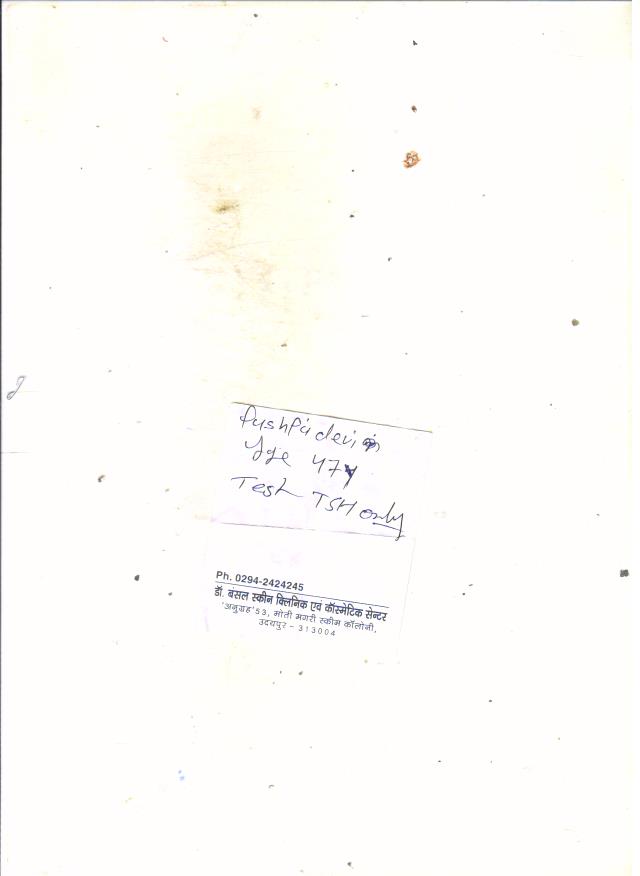 Pushpa devi
Age 47y
Test TSH only
Ph. 0294-2424245
डॉ. बंसल स्कीन क्लिनिक एवं कॉस्मेटिक सेन्टर
'अनुग्रह' 53, मोती मगरी स्कीम कॉलोनी,
उदयपुर - 313004